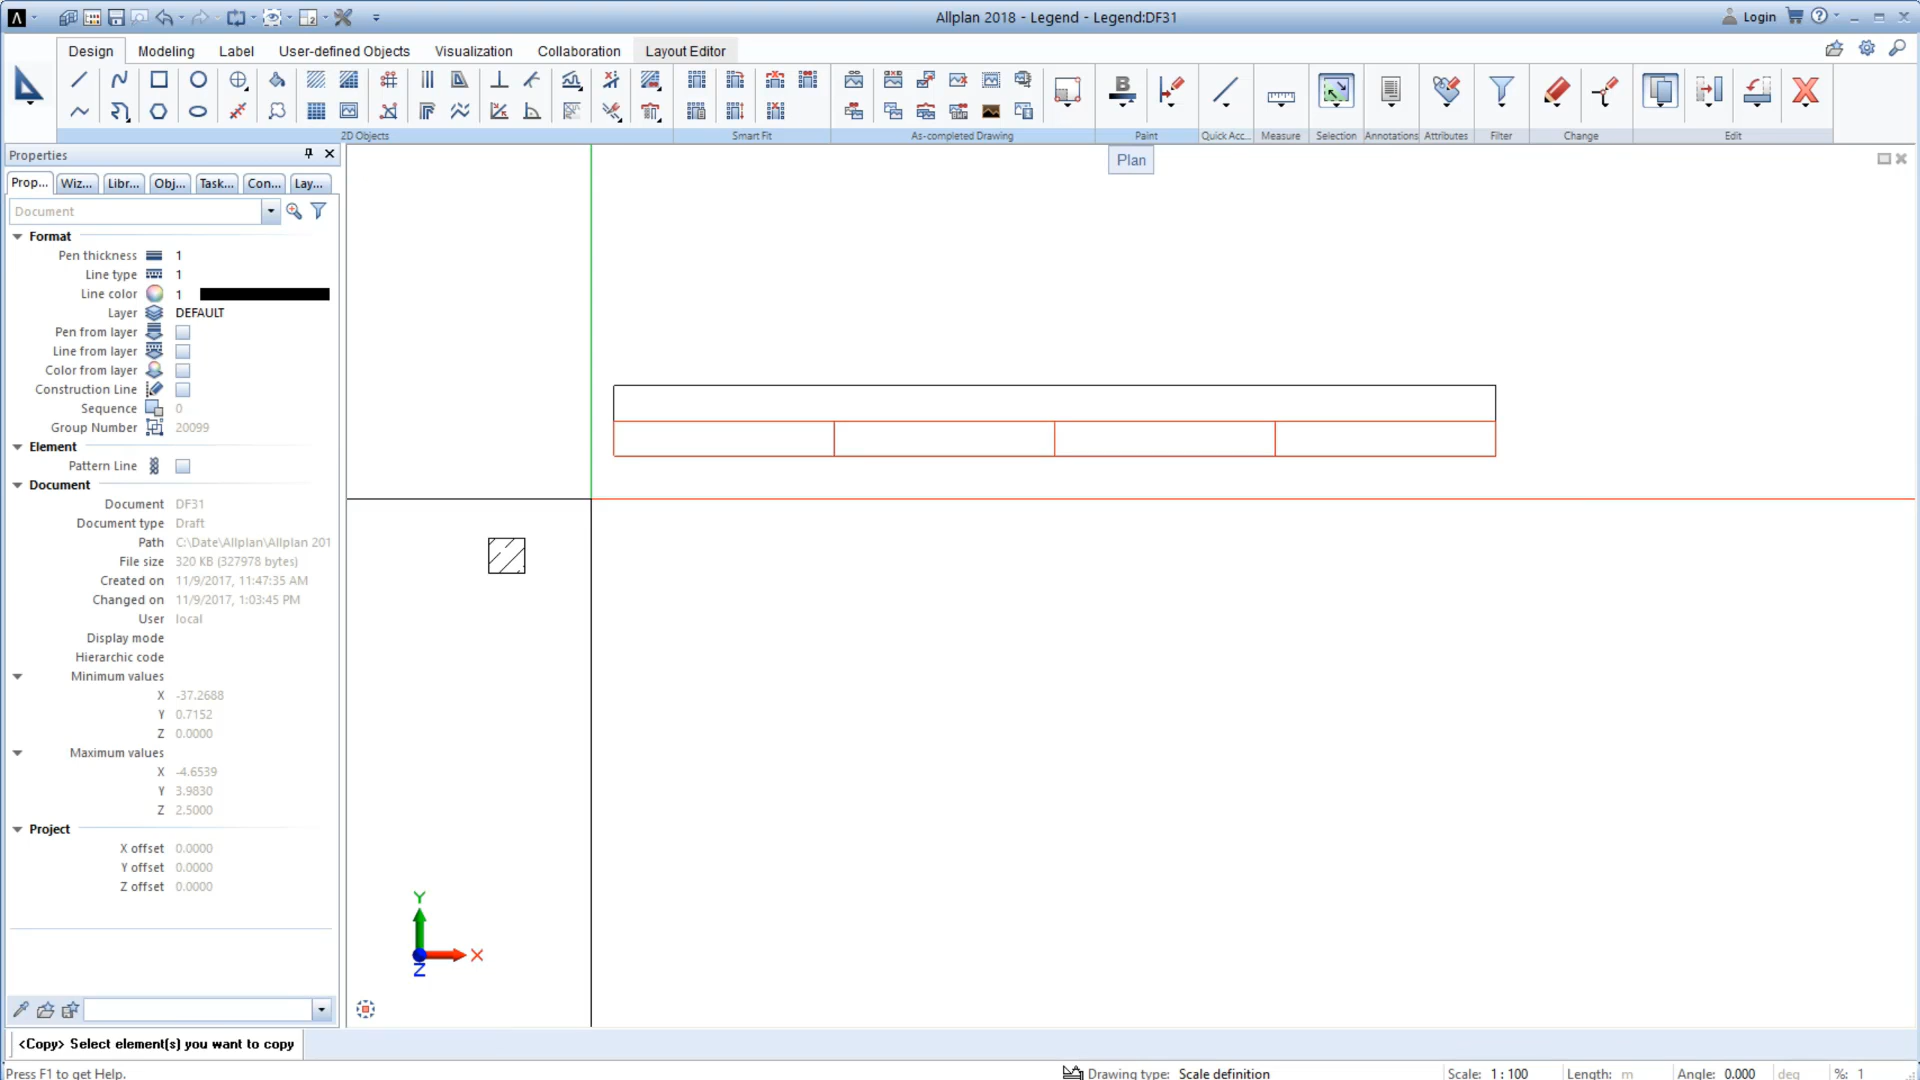 Allplan 2018 - Legend - Legend:DF31
Login
Design
Modeling
Label
User-defined Objects
Visualization
Collaboration
Layout Editor
2D Objects
Smart Fit
As-completed Drawing
B
Paint
Quick Acc...
Measure
Selection
Annotations
Attributes
Filter
Change
Edit
Properties
Plan
Prop...
Wiz...
Libr...
Obj...
Task...
Con...
Lay...
Document
Format
Pen thickness 1
Line type 1
Line color 1
Layer DEFAULT
Pen from layer
Line from layer
Color from layer
Construction Line
Sequence 0
Group Number 20099
Element
Pattern Line
Document
Document DF31
Document type Draft
Path C:\Date\Allplan\Allplan 201
File size 320 KB (327978 bytes)
Created on 11/9/2017, 11:47:35 AM
Changed on 11/9/2017, 1:03:45 PM
User local
Display mode
Hierarchic code
Minimum values
X -37.2688
Y 0.7152
Z 0.0000
Maximum values
X -4.6539
Y 3.9830
Z 2.5000
Project
X offset 0.0000
Y offset 0.0000
Z offset 0.0000
Y
X
Z
<Copy> Select element(s) you want to copy
Press F1 to get Help.
Drawing type: Scale definition
Scale: 1 : 100
Length: m
Angle: 0.000 deg
%: 1